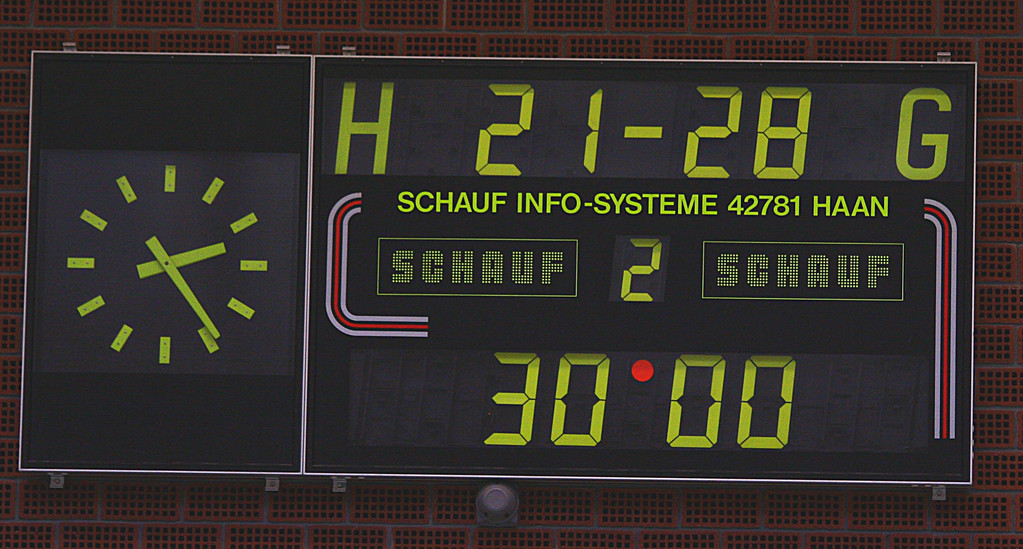 H 21-28 G
SCHAUF INFO-SYSTEME 42781 HAAN
SCHAUF 2 SCHAUF
30:00